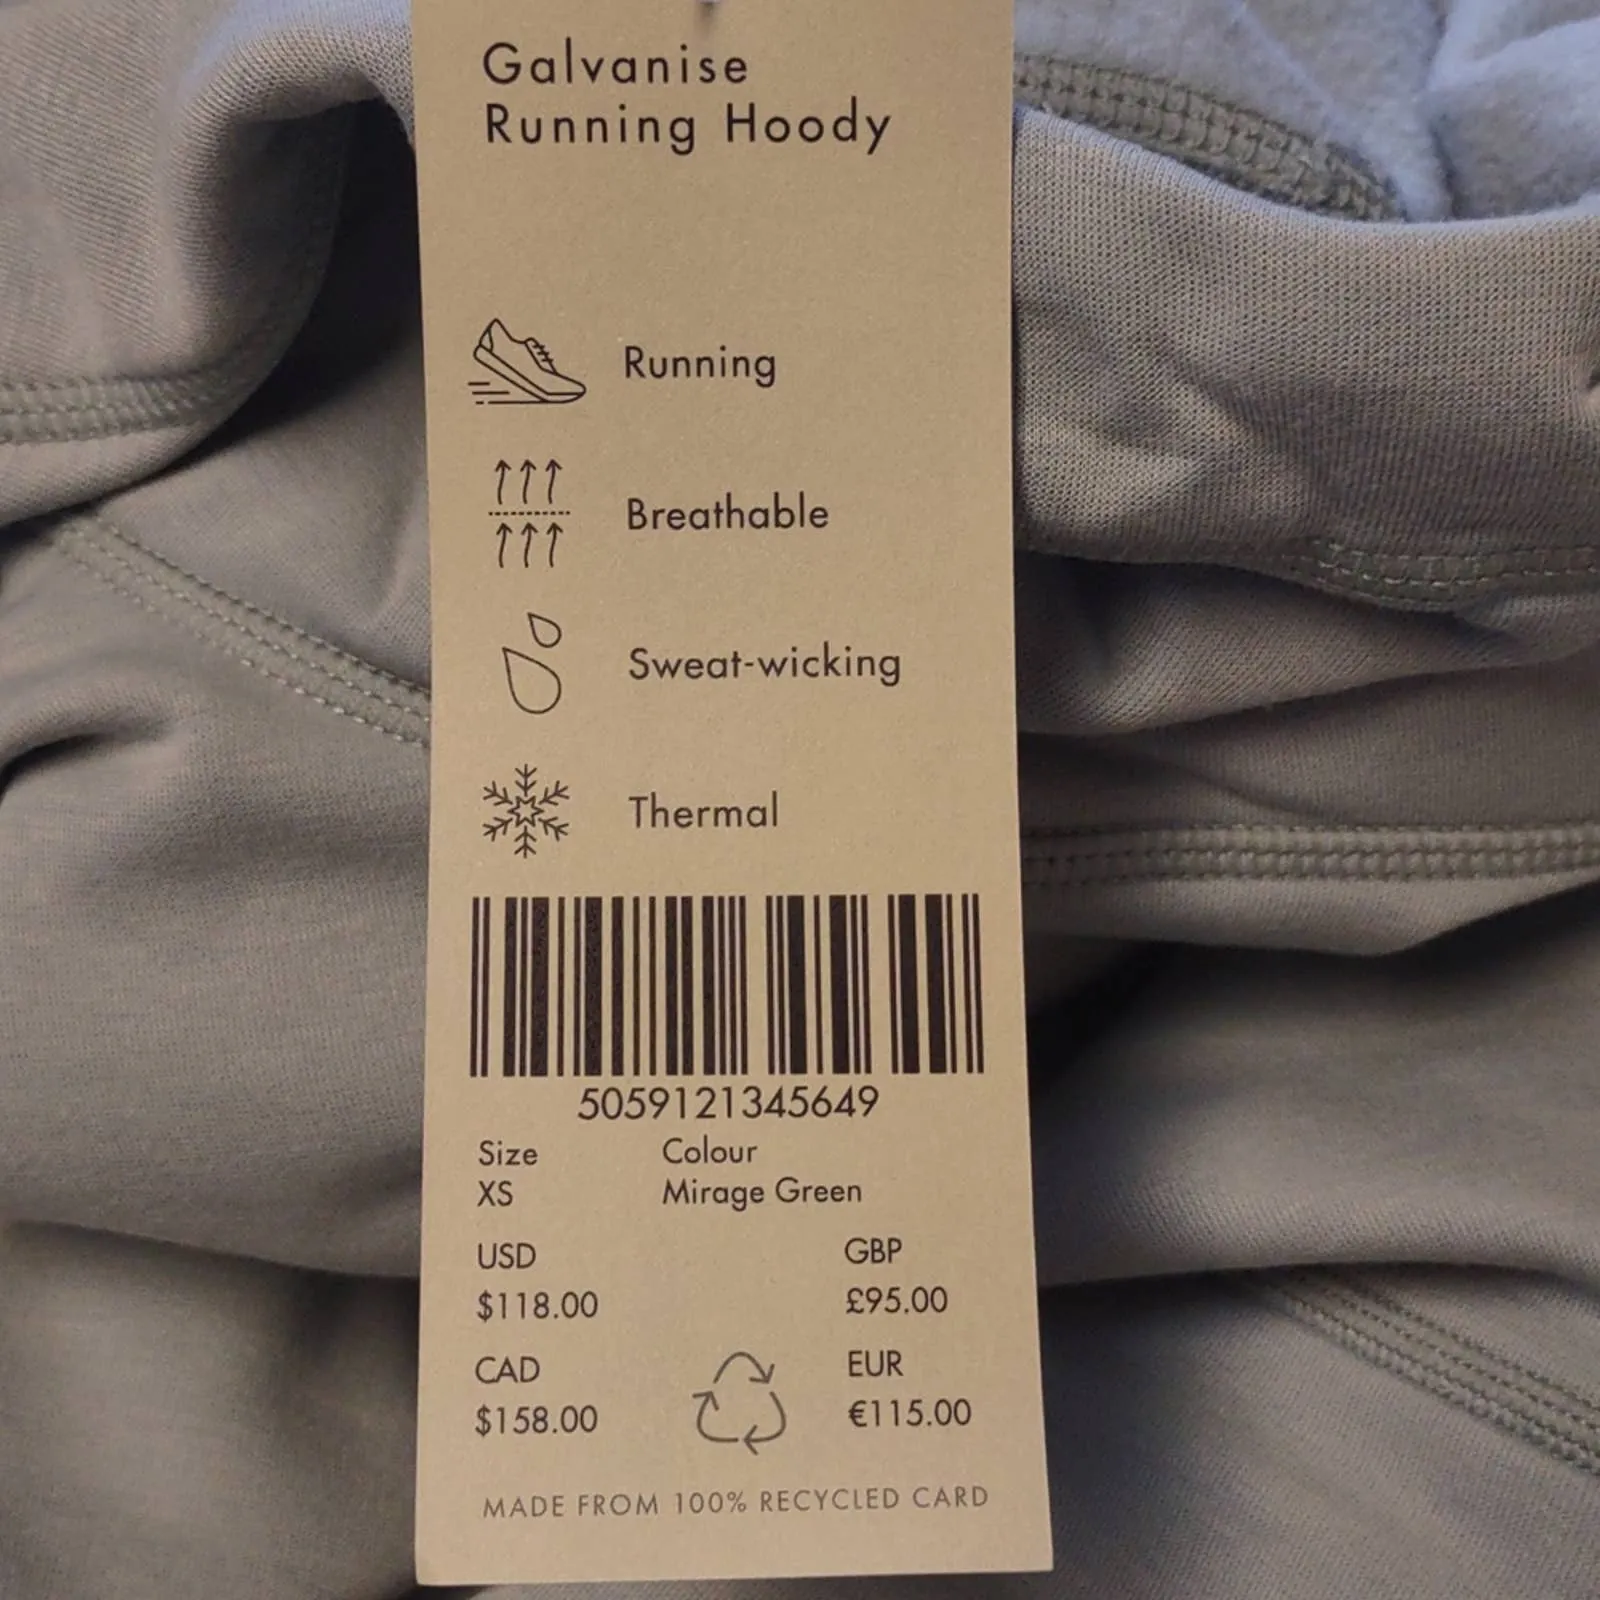 Galvanise
Running Hoody
Running
Breathable
Sweat-wicking
Thermal
5059121345649
Size Colour
XS Mirage Green
USD GBP
$118.00 £95.00
CAD EUR
$158.00 €115.00
MADE FROM 100% RECYCLED CARD